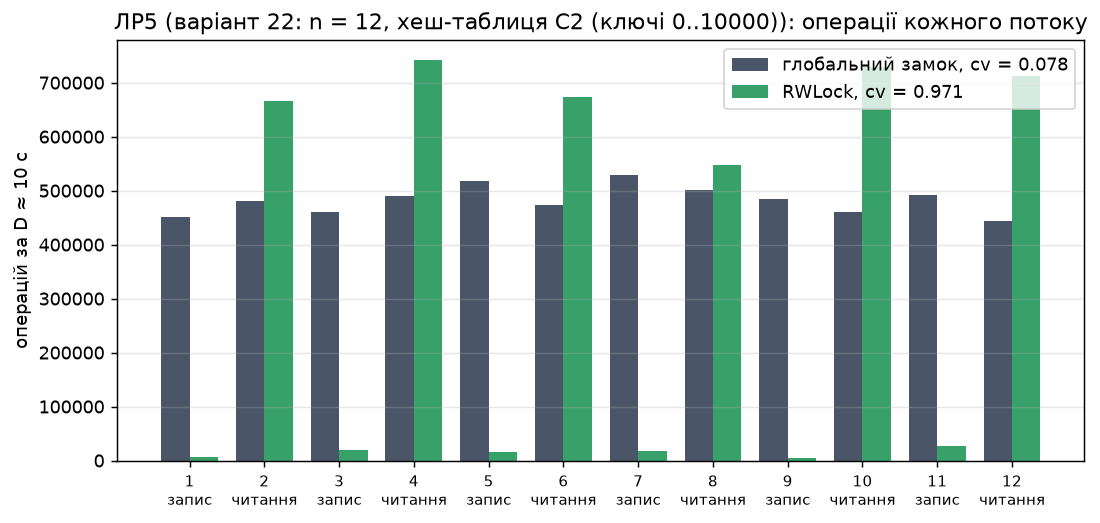 ЛР5 (варіант 22: n = 12, хеш-таблиця C2 (ключі 0..10000)): операції кожного потоку
операцій за D ≈ 10 с
700000
600000
500000
400000
300000
200000
100000
0
глобальний замок, cv = 0.078
RWLock, cv = 0.971
1 2 3 4 5 6 7 8 9 10 11 12
запис читання запис читання запис читання запис читання запис читання запис читання